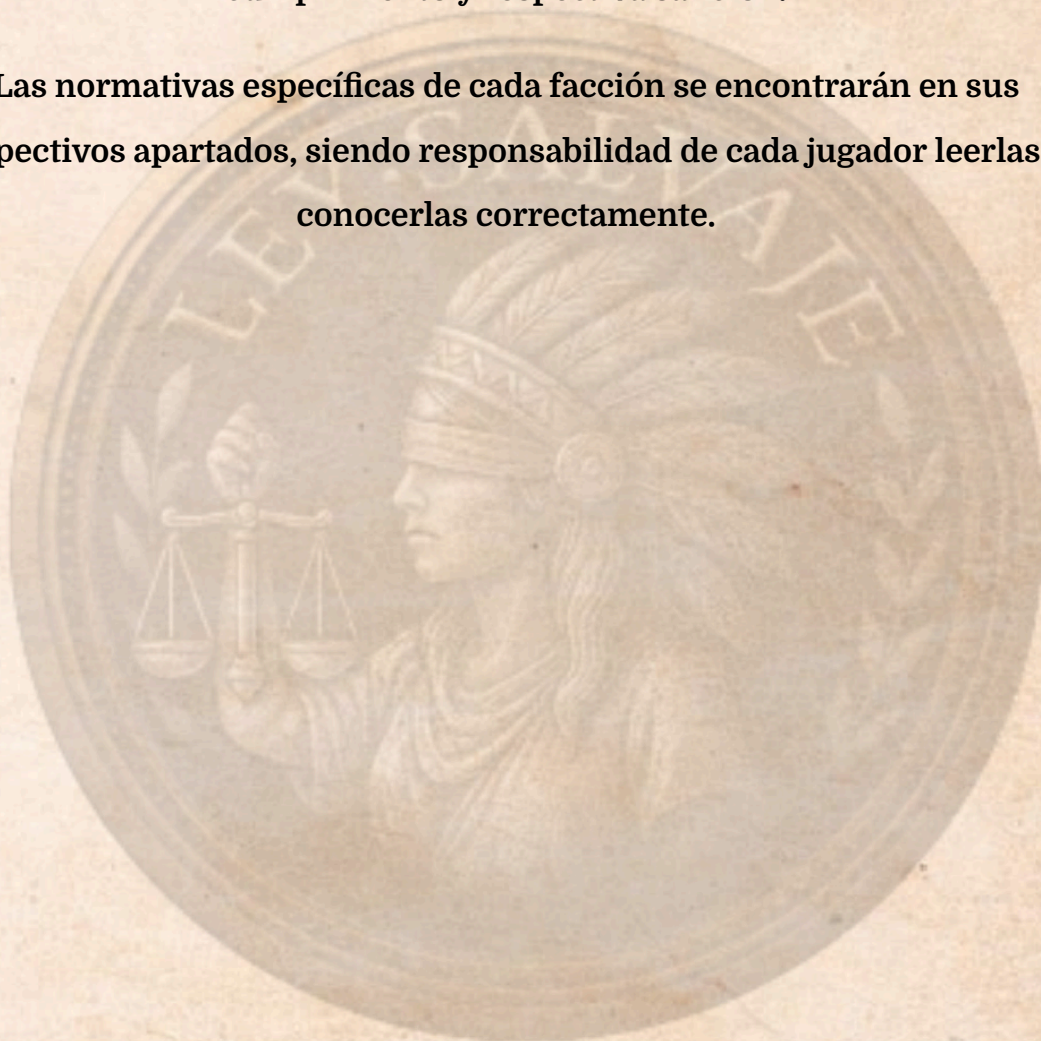 Las normativas específicas de cada facción se encontrarán en sus
pectivos apartados, siendo responsabilidad de cada jugador leerlas
conocerlas correctamente.
LEY·SALVAJE